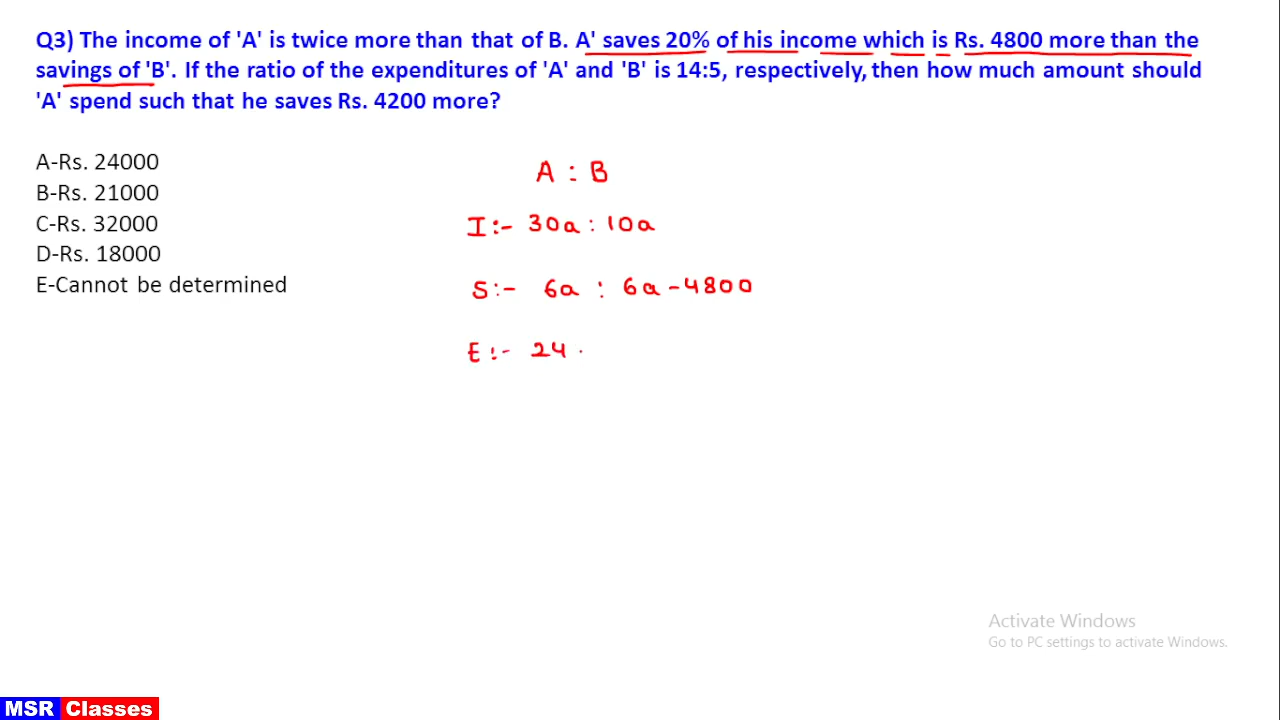 Q3) The income of 'A' is twice more than that of B. A' saves 20% of his income which is Rs. 4800 more than the
savings of 'B'. If the ratio of the expenditures of 'A' and 'B' is 14:5, respectively, then how much amount should
'A' spend such that he saves Rs. 4200 more?
A-Rs. 24000
B-Rs. 21000
C-Rs. 32000
D-Rs. 18000
E-Cannot be determined
A : B
I :- 30a : 10a
S :- 6a : 6a - 4800
E :- 24
Activate Windows
Go to PC settings to activate Windows.
MSR Classes